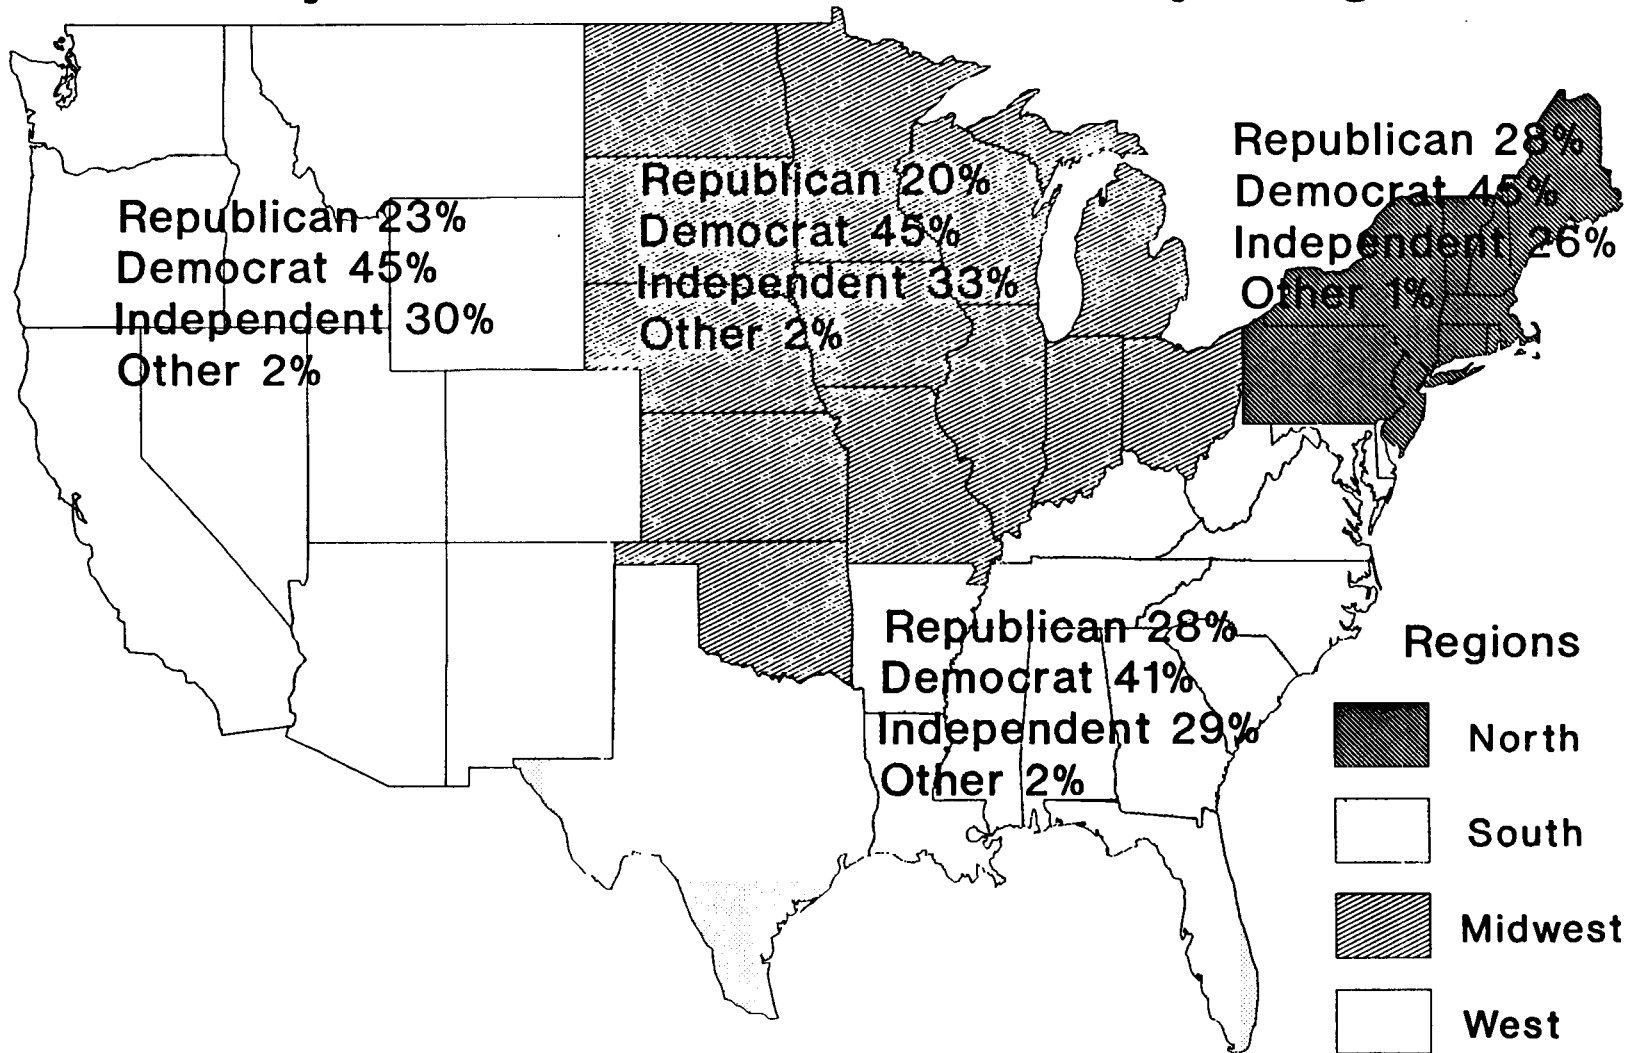 Republican 23%
Democrat 45%
Independent 30%
Other 2%
Republican 20%
Democrat 45%
Independent 33%
Other 2%
Republican 28%
Democrat 45%
Independent 26%
Other 1%
Republican 28%
Democrat 41%
Independent 29%
Other 2%
Regions
North
South
Midwest
West